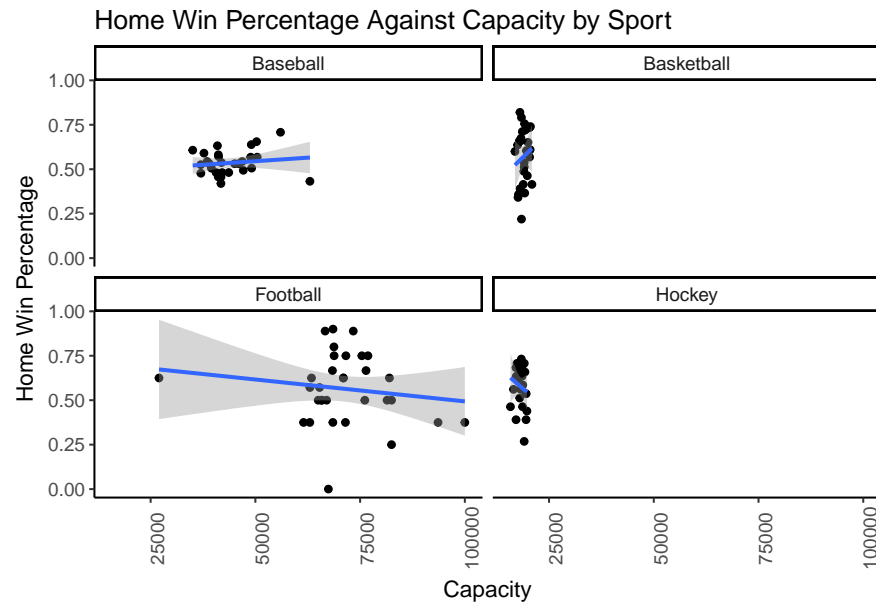 Home Win Percentage Against Capacity by Sport
Baseball
Basketball
1.00
0.75
0.50
0.25
0.00
Football
Hockey
1.00
0.75
0.50
0.25
0.00
25000
50000
75000
100000
25000
50000
75000
100000
Capacity
Home Win Percentage